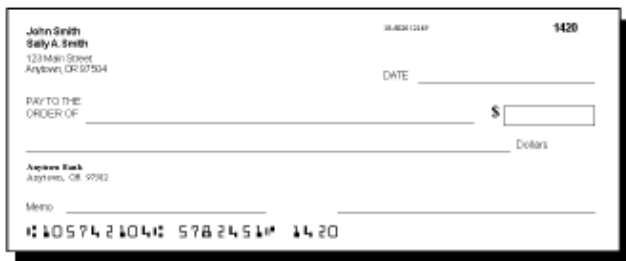 John Smith
Sally A. Smith
123 Main Street
Anytown, OR 97504
1420
DATE
PAY TO THE
ORDER OF
$
Dollars
Anytown Bank
Anytown, OR 97502
Memo
⑆105742104⑆ 5782451⑈ 1420